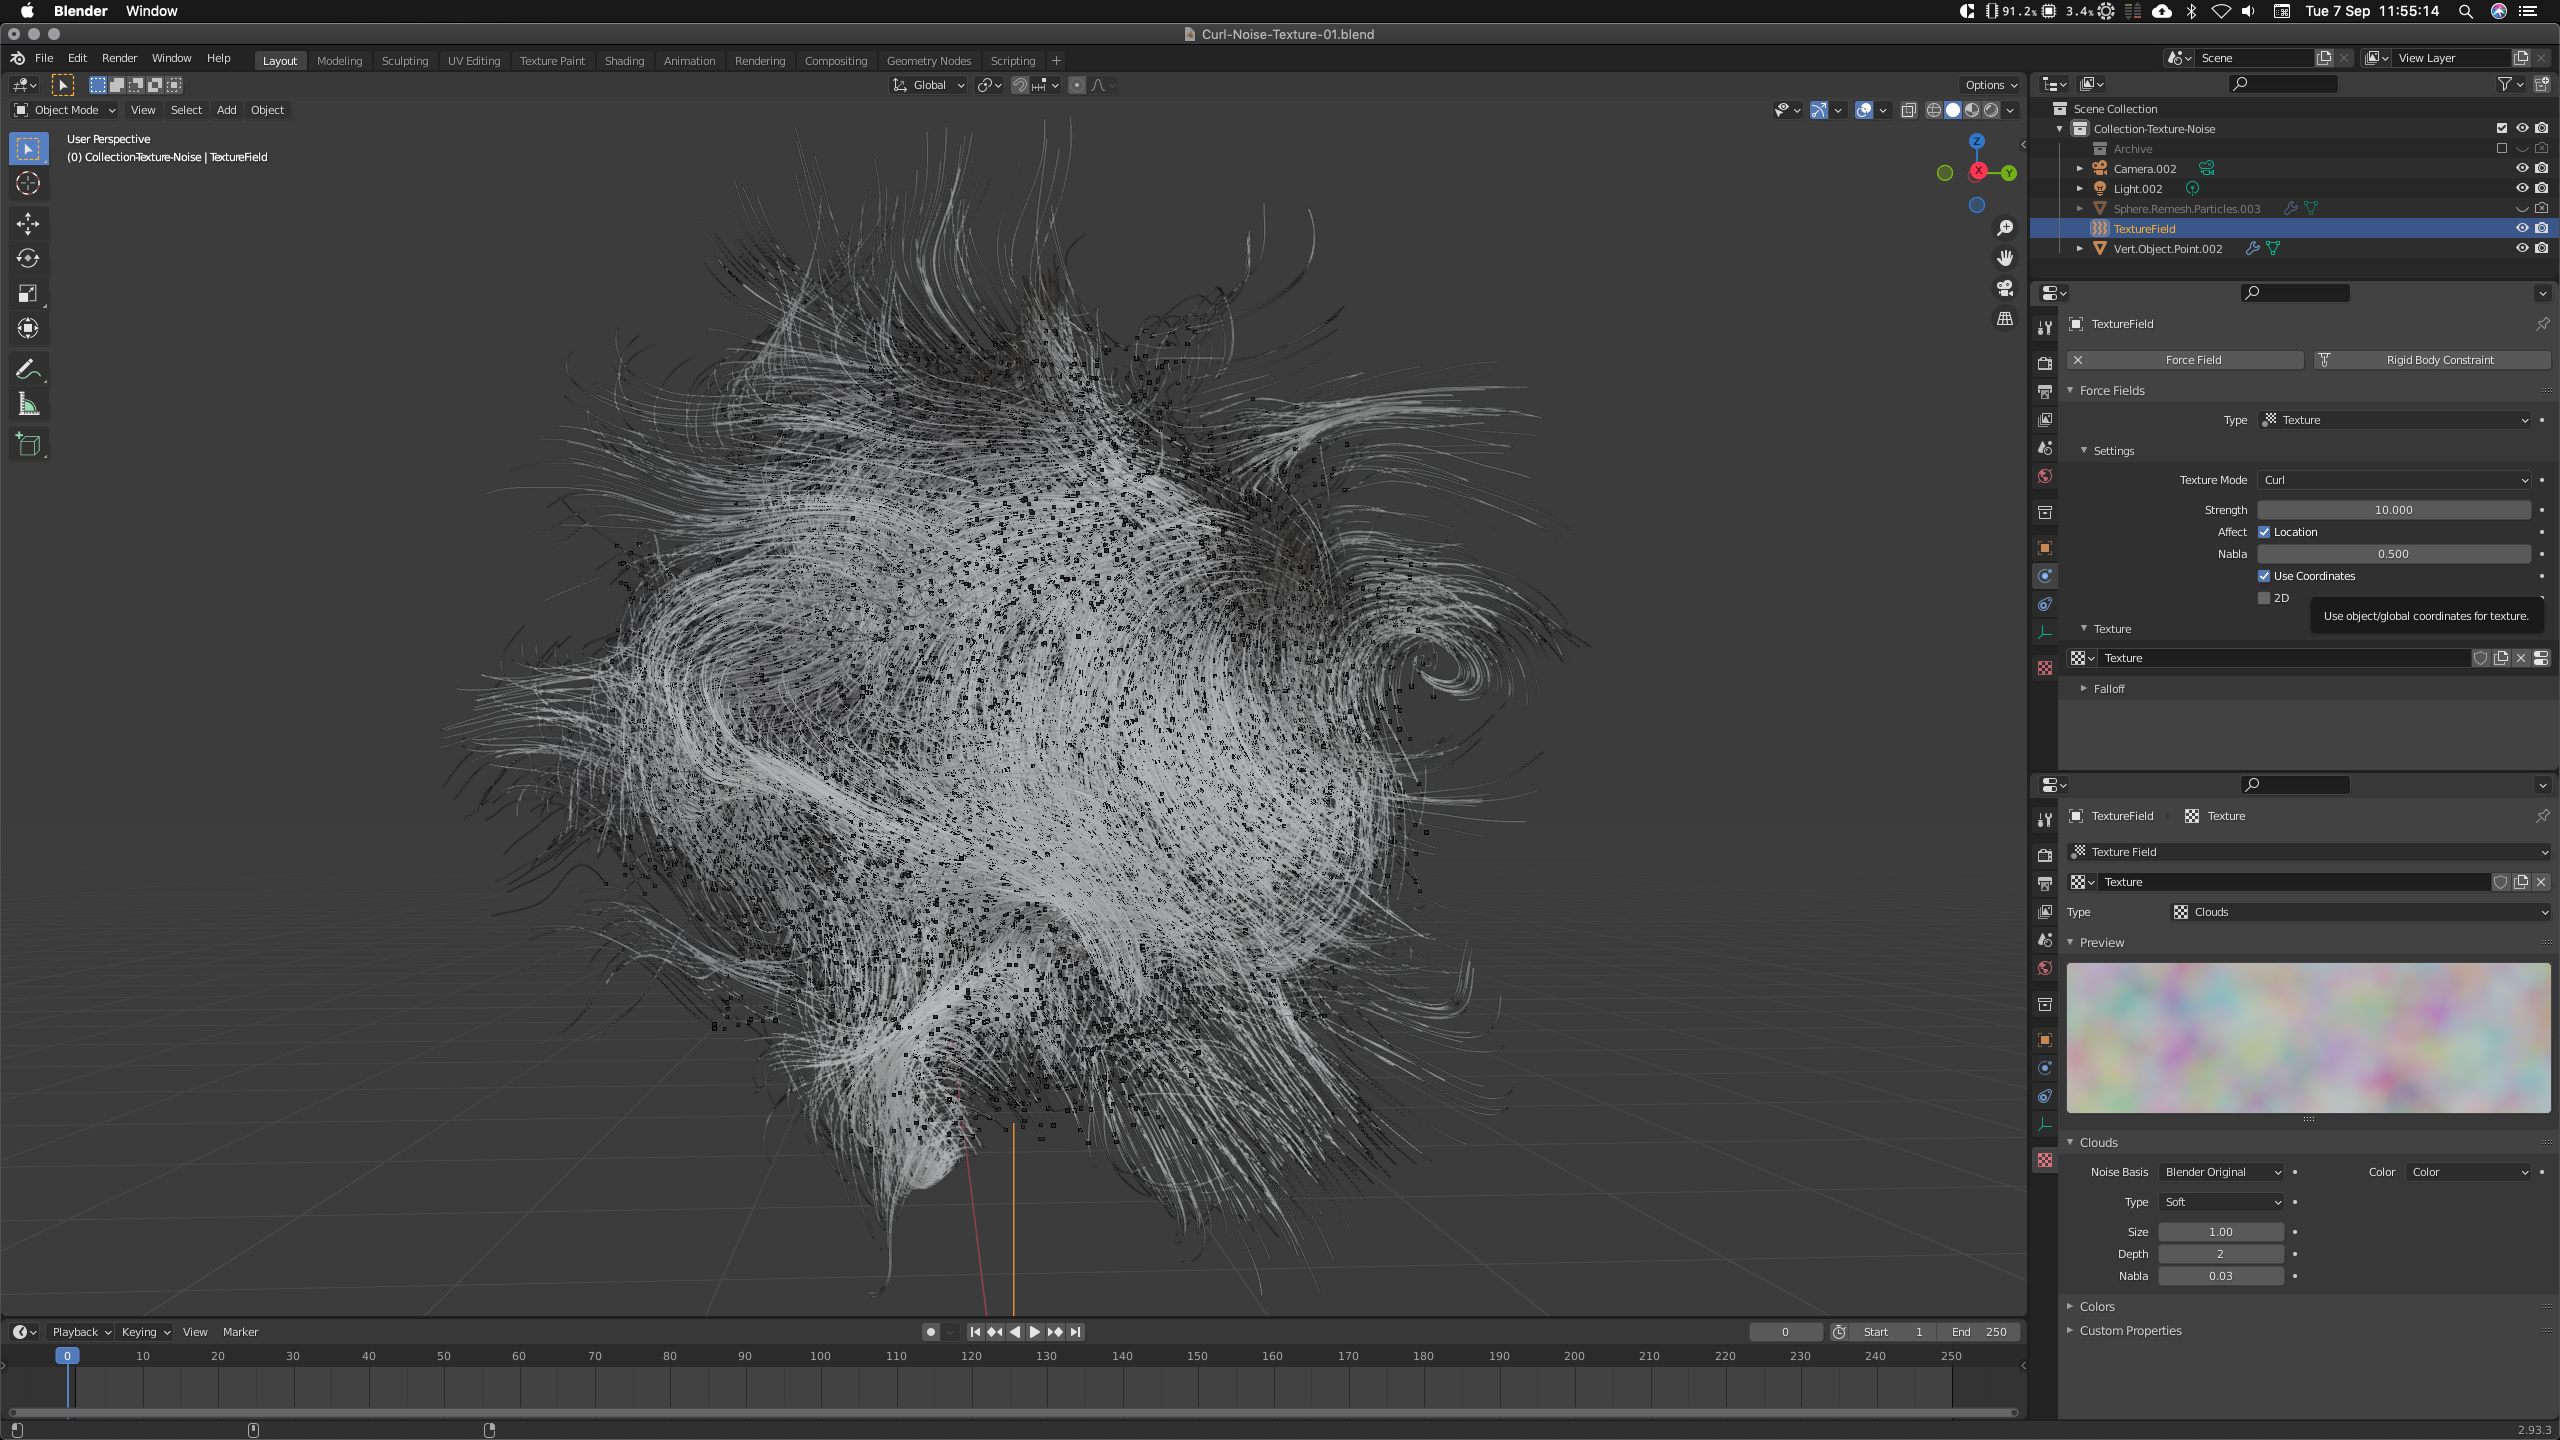 Blender Window 91.2% 3.4% Tue 7 Sep 11:55:14
Curl-Noise-Texture-01.blend
File Edit Render Window Help Layout Modeling Sculpting UV Editing Texture Paint Shading Animation Rendering Compositing Geometry Nodes Scripting + Scene View Layer
Global Options
Object Mode View Select Add Object
User Perspective
(0) Collection-Texture-Noise | TextureField
Z
X
Y
Scene Collection
Collection-Texture-Noise
Archive
Camera.002
Light.002
Sphere.Remesh.Particles.003
TextureField
Vert.Object.Point.002
TextureField
Force Field Rigid Body Constraint
Force Fields
Type Texture
Settings
Texture Mode Curl
Strength 10.000
Affect Location
Nabla 0.500
Use Coordinates
2D
Use object/global coordinates for texture.
Texture
Texture
Falloff
TextureField Texture
Texture Field
Texture
Type Clouds
Preview
Clouds
Noise Basis Blender Original Color Color
Type Soft
Size 1.00
Depth 2
Nabla 0.03
Colors
Custom Properties
Playback Keying View Marker 0 Start 1 End 250
0 10 20 30 40 50 60 70 80 90 100 110 120 130 140 150 160 170 180 190 200 210 220 230 240 250
2.93.3